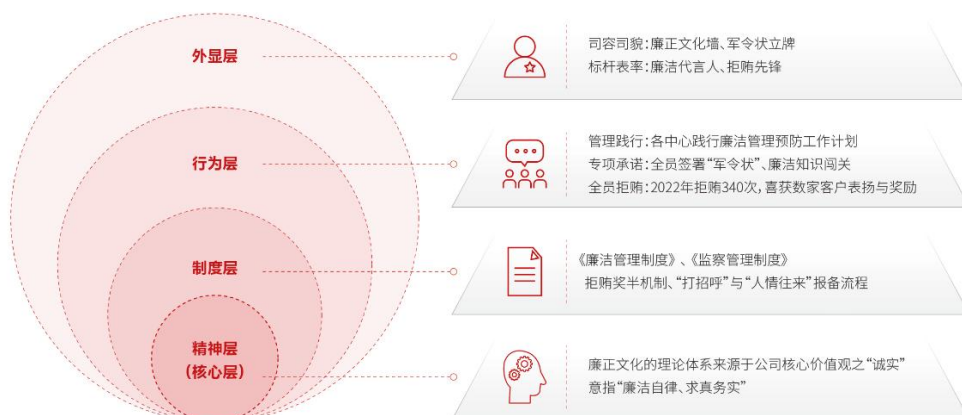 外显层
司容司貌：廉正文化墙、军令状立牌
标杆表率：廉洁代言人、拒贿先锋
行为层
管理践行：各中心践行廉洁管理预防工作计划
专项承诺：全员签署“军令状”、廉洁知识闯关
全员拒贿：2022年拒贿340次，喜获数家客户表扬与奖励
制度层
《廉洁管理制度》、《监察管理制度》
拒贿奖半机制、“打招呼”与“人情往来”报备流程
精神层
（核心层）
廉正文化的理论体系来源于公司核心价值观之“诚实”
意指“廉洁自律、求真务实”